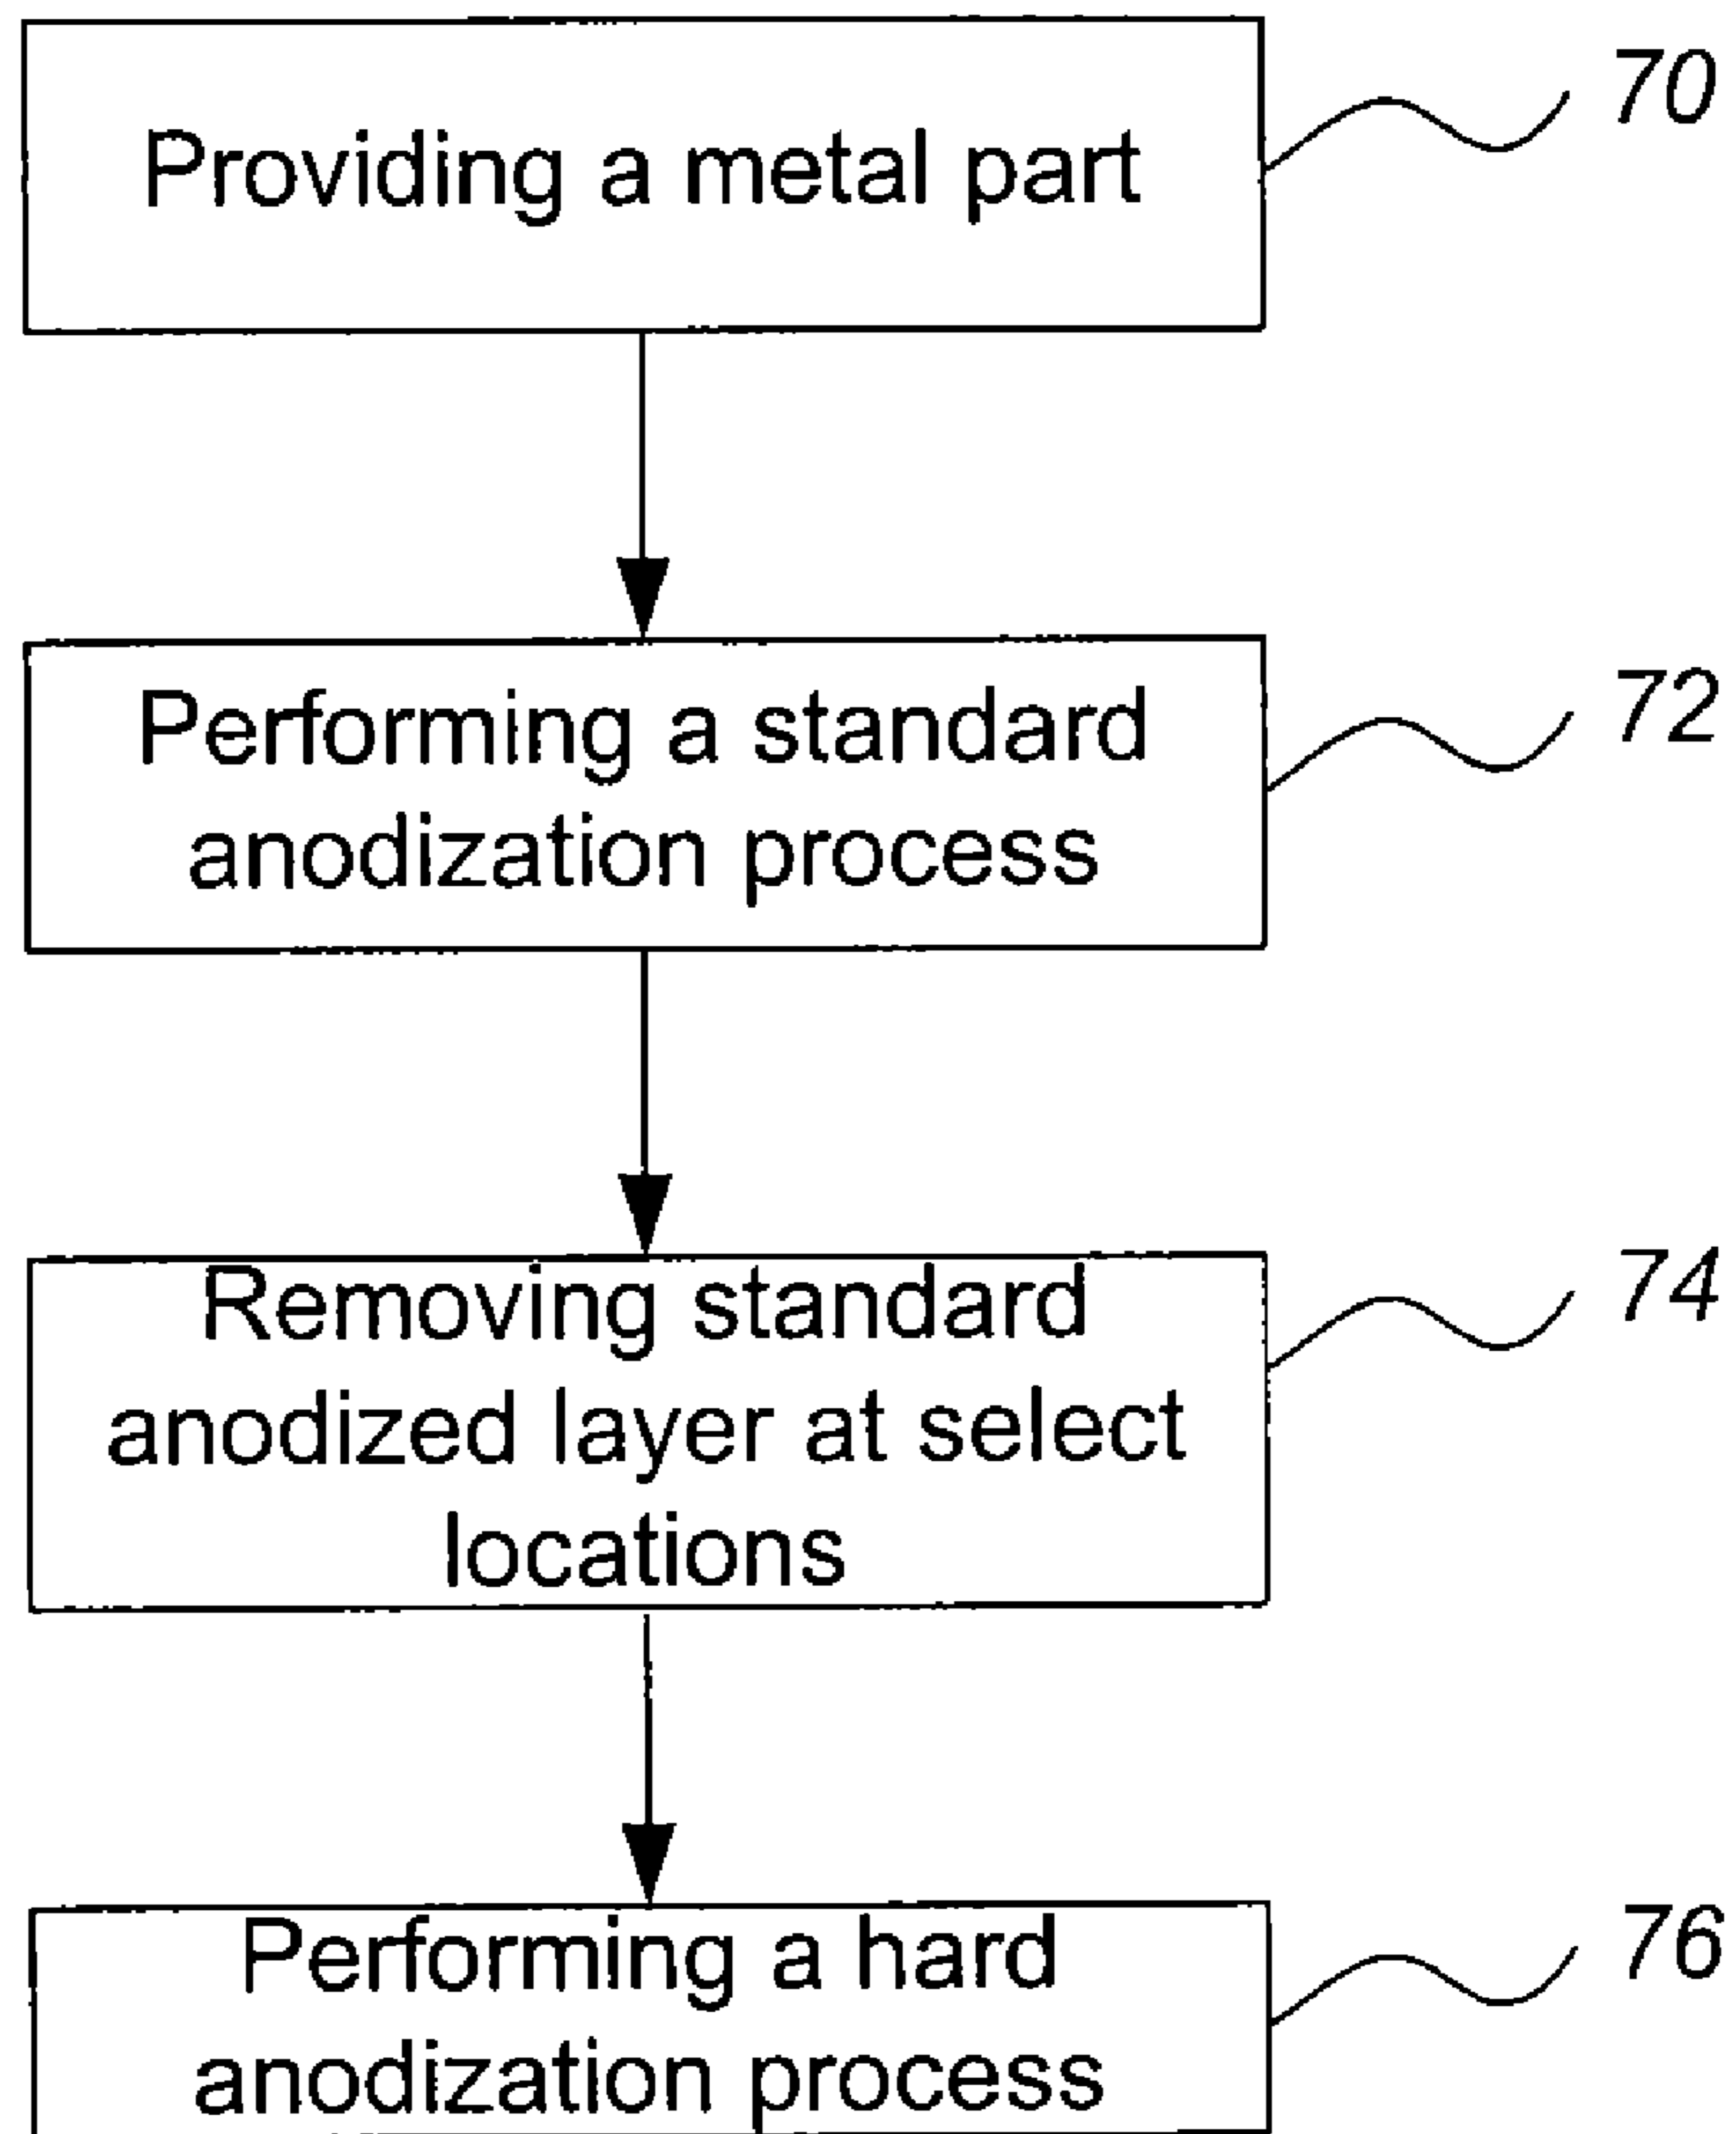 Providing a metal part
70
Performing a standard
anodization process
72
Removing standard
anodized layer at select
locations
74
Performing a hard
anodization process
76